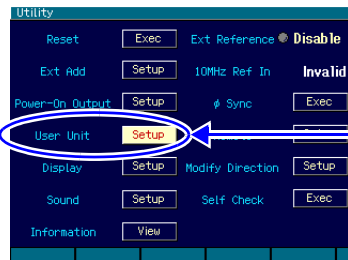 Utility
Reset Exec Ext Reference Disable
Ext Add Setup 10MHz Ref In Invalid
Power-On Output Setup ϕ Sync Exec
User Unit Setup
Display Setup Modify Direction Setup
Sound Setup Self Check Exec
Information View